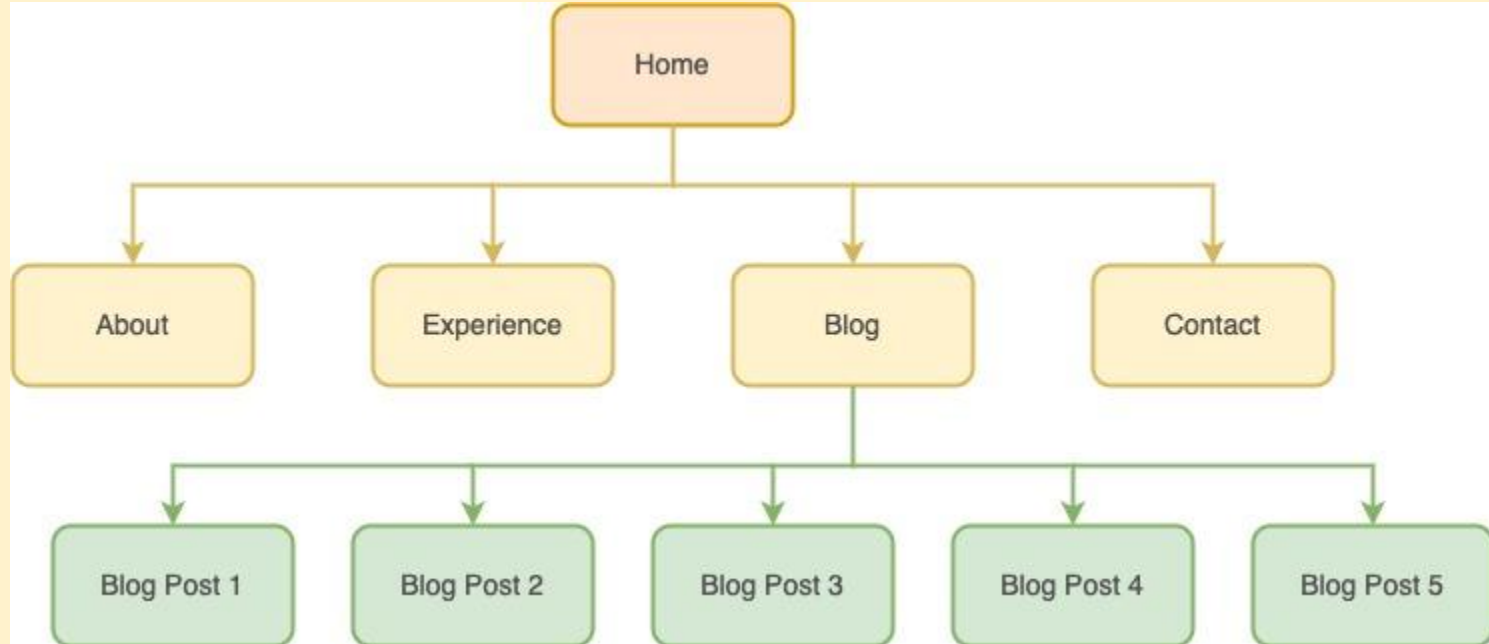 Home
About
Experience
Blog
Contact
Blog Post 1
Blog Post 2
Blog Post 3
Blog Post 4
Blog Post 5